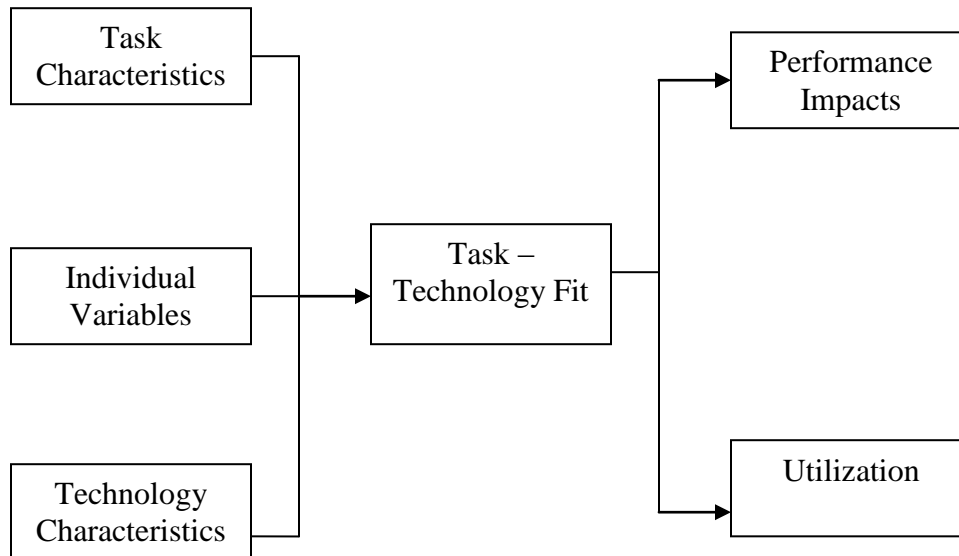 Task
Characteristics
Individual
Variables
Technology
Characteristics
Task –
Technology Fit
Performance
Impacts
Utilization